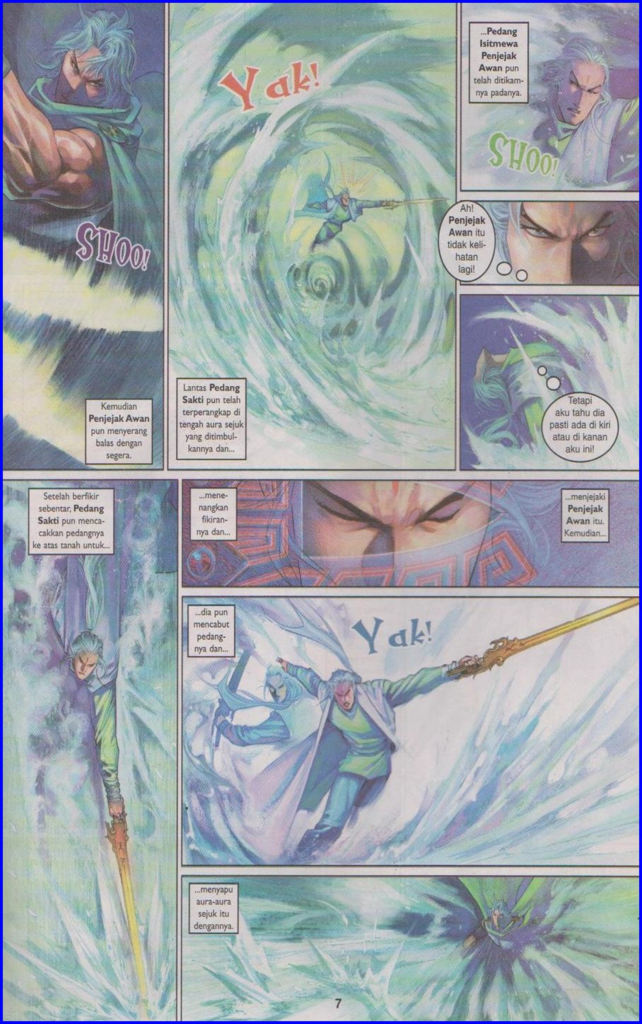 SHOO!
Kemudian
Penjejak Awan
pun menyerang
balas dengan
segera.
Yak!
Lantas Pedang
Sakti pun telah
terperangkap di
tengah aura sejuk
yang ditimbul-
kannya dan...
...Pedang
Isitmewa
Penjejak
Awan pun
telah ditikam-
nya padanya.
SHOO!
Ah!
Penjejak
Awan itu
tidak keli-
hatan
lagi!
Tetapi
aku tahu dia
pasti ada di kiri
atau di kanan
aku ini!
Setelah berfikir
sebentar, Pedang
Sakti pun menca-
cakkan pedangnya
ke atas tanah untuk...
...mene-
nangkan
fikiran-
nya dan...
...menjejaki
Penjejak
Awan itu.
Kemudian...
...dia pun
mencabut
pedang-
nya dan...
Yak!
...menyapu
aura-aura
sejuk itu
dengannya.
7